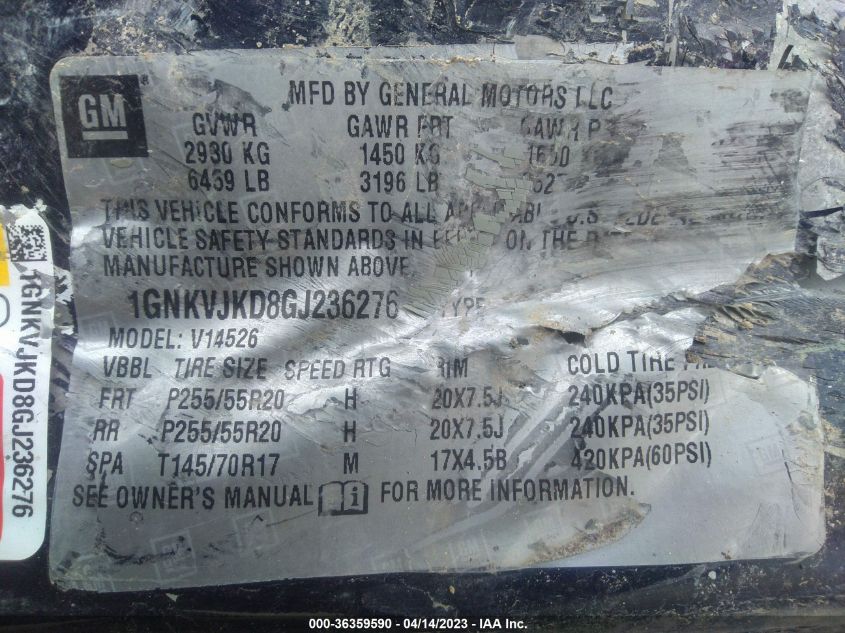 GM
MFD BY GENERAL MOTORS LLC
GVWR GAWR FRT
2930 KG 1450 KG
6459 LB 3196 LB
THIS VEHICLE CONFORMS TO ALL
VEHICLE SAFETY STANDARDS IN ON THE
MANUFACTURE SHOWN ABOVE.
1GNKVJKD8GJ236276 TYPE
MODEL: V14526
VBBL TIRE SIZE SPEED RTG RIM COLD TIRE
FRT P255/55R20 H 20X7.5J 240KPA(35PSI)
RR P255/55R20 H 20X7.5J 240KPA(35PSI)
SPA T145/70R17 M 17X4.5B 420KPA(60PSI)
SEE OWNER'S MANUAL FOR MORE INFORMATION.
1GNKVJKD8GJ236276
000-36359590 - 04/14/2023 - IAA Inc.